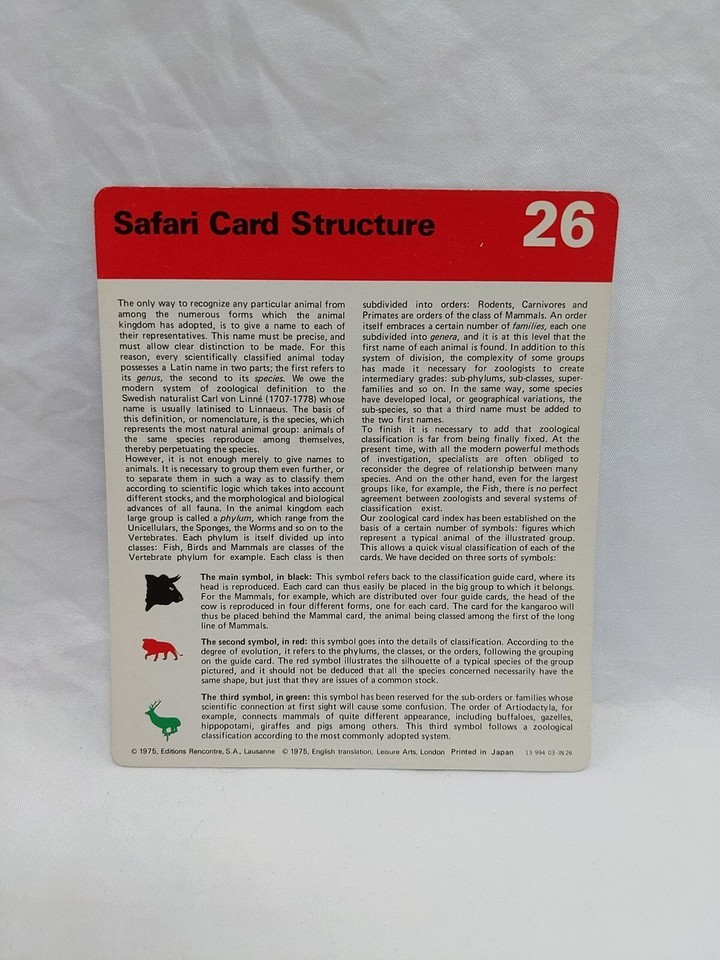 Safari Card Structure
26
The only way to recognize any particular animal from
among the numerous forms which the animal
kingdom has adopted, is to give a name to each of
their representatives. This name must be precise, and
must allow clear distinction to be made. For this
reason, every scientifically classified animal today
possesses a Latin name in two parts; the first refers to
its genus, the second to its species. We owe the
modern system of zoological definition to the
Swedish naturalist Carl von Linné (1707-1778) whose
name is usually latinised to Linnaeus. The basis of
this definition, or nomenclature, is the species, which
represents the most natural animal group: animals of
the same species reproduce among themselves,
thereby perpetuating the species.
However, it is not enough merely to give names to
animals. It is necessary to group them even further, or
to separate them in such a way as to classify them
according to scientific logic which takes into account
different stocks, and the morphological and biological
advances of all fauna. In the animal kingdom each
large group is called a phylum, which range from the
Unicellulars, the Sponges, the Worms and so on to the
Vertebrates. Each phylum is itself divided up into
classes: Fish, Birds and Mammals are classes of the
Vertebrate phylum for example. Each class is then
subdivided into orders: Rodents, Carnivores and
Primates are orders of the class of Mammals. An order
itself embraces a certain number of families, each one
subdivided into genera, and it is at this level that the
first name of each animal is found. In addition to this
system of division, the complexity of some groups
has made it necessary for zoologists to create
intermediary grades: sub-phylums, sub-classes, super-
families and so on. In the same way, some species
have developed local, or geographical variations, the
sub-species, so that a third name must be added to
the two first names.
To finish it is necessary to add that zoological
classification is far from being finally fixed. At the
present time, with all the modern powerful methods
of investigation, specialists are often obliged to
reconsider the degree of relationship between many
species. And on the other hand, even for the largest
groups like, for example, the Fish, there is no perfect
agreement between zoologists and several systems of
classification exist.
Our zoological card index has been established on the
basis of a certain number of symbols: figures which
represent a typical animal of the illustrated group.
This allows a quick visual classification of each of the
cards. We have decided on three sorts of symbols:
The main symbol, in black: This symbol refers back to the classification guide card, where its
head is reproduced. Each card can thus easily be placed in the big group to which it belongs.
For the Mammals, for example, which are distributed over four guide cards, the head of the
cow is reproduced in four different forms, one for each card. The card for the kangaroo will
thus be placed behind the Mammal card, the animal being classed among the first of the long
line of Mammals.
The second symbol, in red: this symbol goes into the details of classification. According to the
degree of evolution, it refers to the phylums, the classes, or the orders, following the grouping
on the guide card. The red symbol illustrates the silhouette of a typical species of the group
pictured, and it should not be deduced that all the species concerned necessarily have the
same shape, but just that they are issues of a common stock.
The third symbol, in green: this symbol has been reserved for the sub-orders or families whose
scientific connection at first sight will cause some confusion. The order of Artiodactyla, for
example, connects mammals of quite different appearance, including buffaloes, gazelles,
hippopotami, giraffes and pigs among others. This third symbol follows a zoological
classification according to the most commonly adopted system.
© 1975, Editions Rencontre, S.A., Lausanne © 1975, English translation, Leisure Arts, London Printed in Japan 13 994 03-IN 26